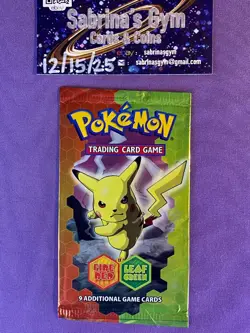 Sabrina's Gym
Cards & Coins
sabrinasgym
12/15/25
sabrinasgym@gmail.com
POKéMON
TRADING CARD GAME
FIRE RED
LEAF GREEN
9 ADDITIONAL GAME CARDS